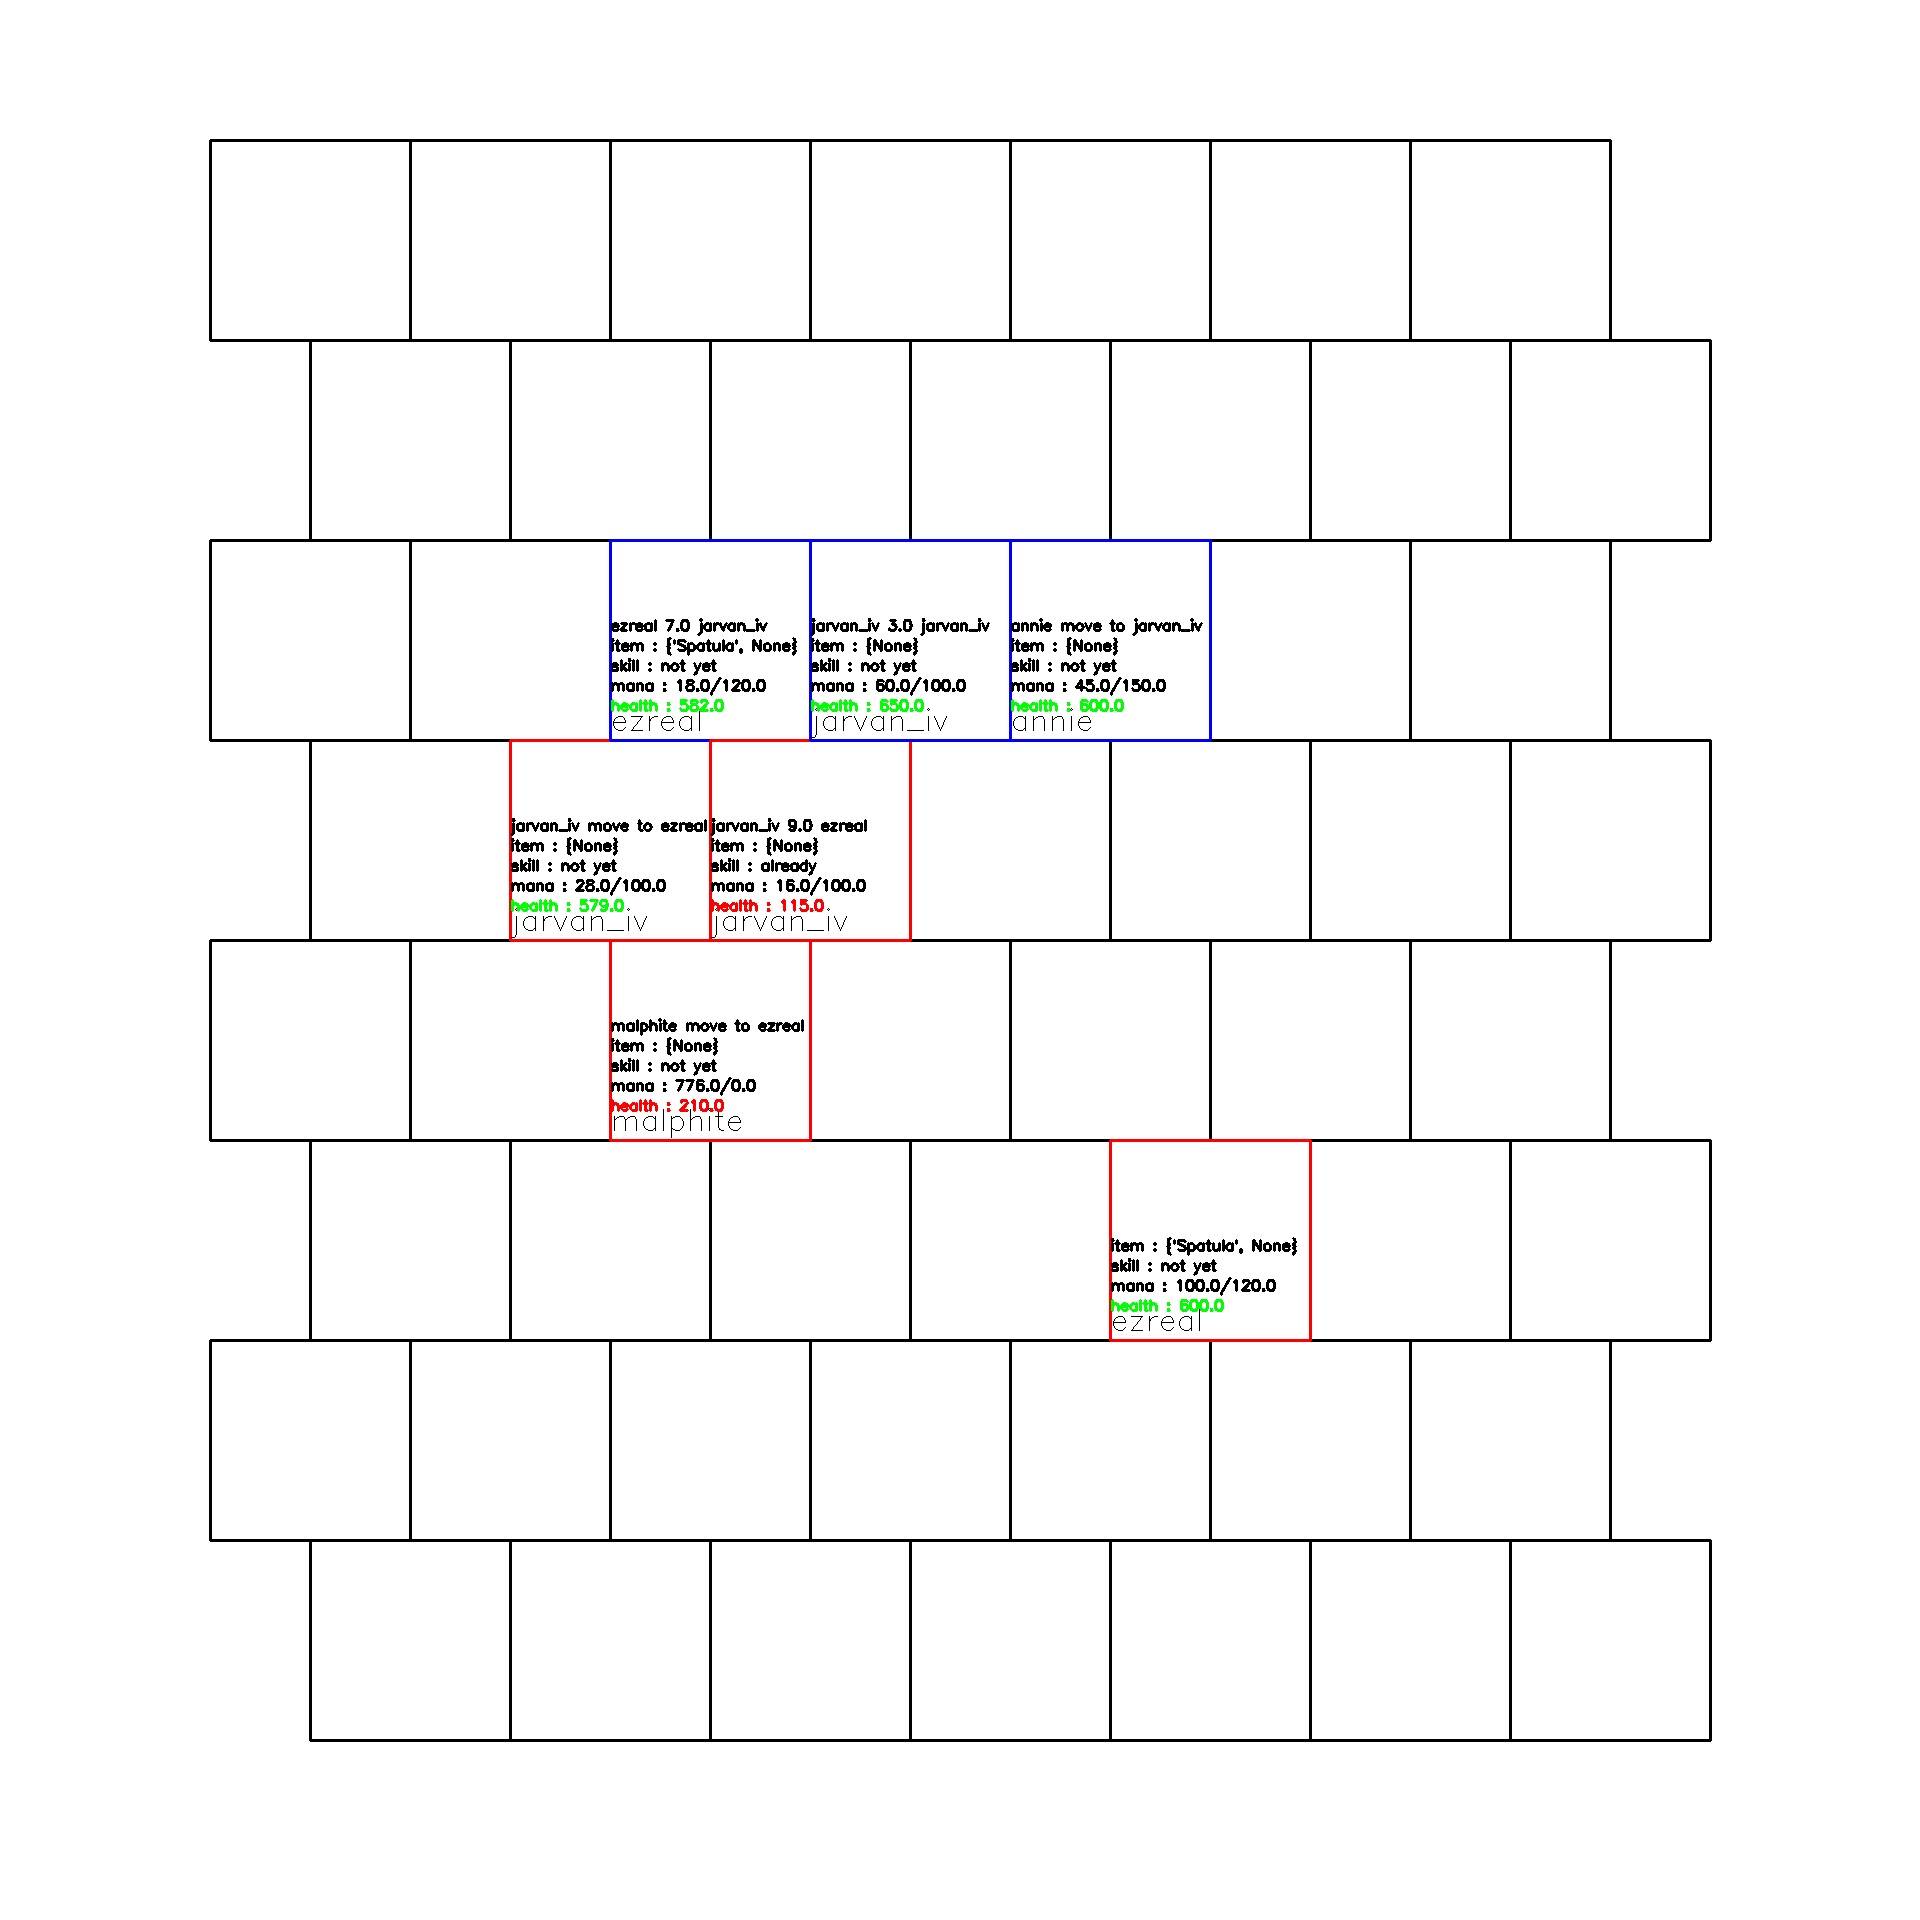 ezreal 7.0 jarvan_iv
item : {'Spatula', None}
skill : not yet
mana : 18.0/120.0
health : 582.0
ezreal
jarvan_iv 3.0 jarvan_iv
item : {None}
skill : not yet
mana : 60.0/100.0
health : 650.0
jarvan_iv
annie move to jarvan_iv
item : {None}
skill : not yet
mana : 45.0/150.0
health : 600.0
annie
jarvan_iv move to ezreal
item : {None}
skill : not yet
mana : 28.0/100.0
health : 579.0
jarvan_iv
jarvan_iv 9.0 ezreal
item : {None}
skill : already
mana : 16.0/100.0
health : 115.0
jarvan_iv
malphite move to ezreal
item : {None}
skill : not yet
mana : 776.0/0.0
health : 210.0
malphite
item : {'Spatula', None}
skill : not yet
mana : 100.0/120.0
health : 600.0
ezreal